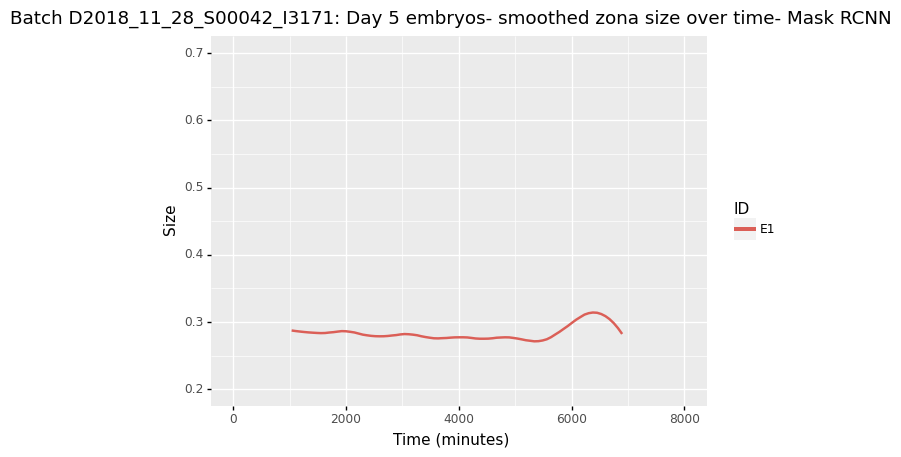 Batch D2018_11_28_S00042_I3171: Day 5 embryos- smoothed zona size over time- Mask RCNN
0.7
0.6
0.5
0.4
0.3
0.2
Size
0 2000 4000 6000 8000
Time (minutes)
ID
E1